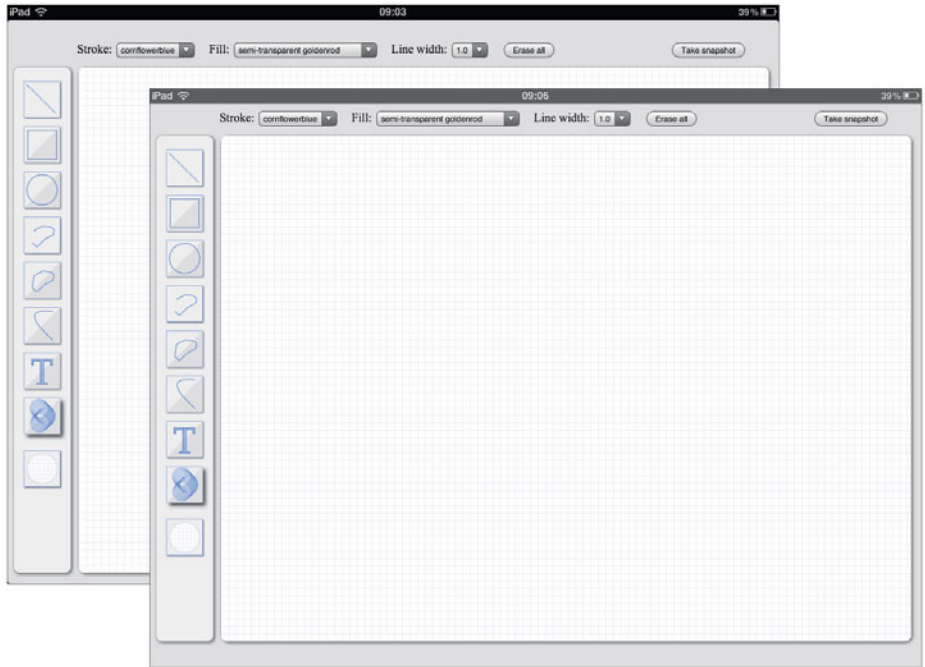 iPad 09:03 39%
Stroke: cornflowerblue Fill: semi-transparent goldenrod Line width: 1.0 Erase all Take snapshot
T
iPad 09:06 39%
Stroke: cornflowerblue Fill: semi-transparent goldenrod Line width: 1.0 Erase all Take snapshot
T